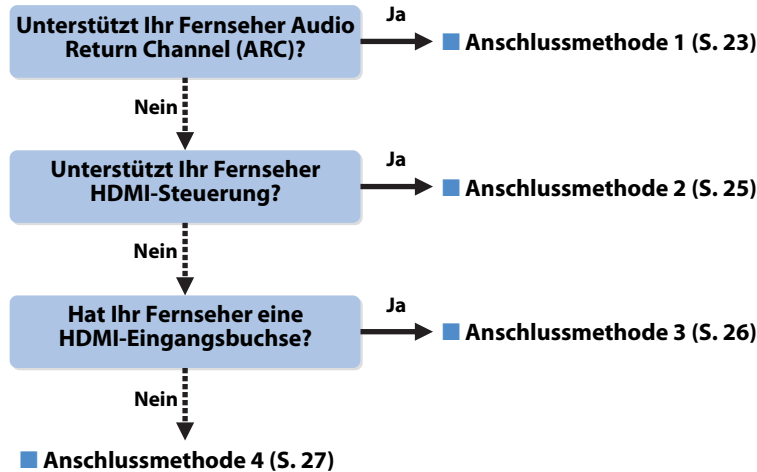 Unterstützt Ihr Fernseher Audio
Return Channel (ARC)?
Ja
■ Anschlussmethode 1 (S. 23)
Nein
Unterstützt Ihr Fernseher
HDMI-Steuerung?
Ja
■ Anschlussmethode 2 (S. 25)
Nein
Hat Ihr Fernseher eine
HDMI-Eingangsbuchse?
Ja
■ Anschlussmethode 3 (S. 26)
Nein
■ Anschlussmethode 4 (S. 27)